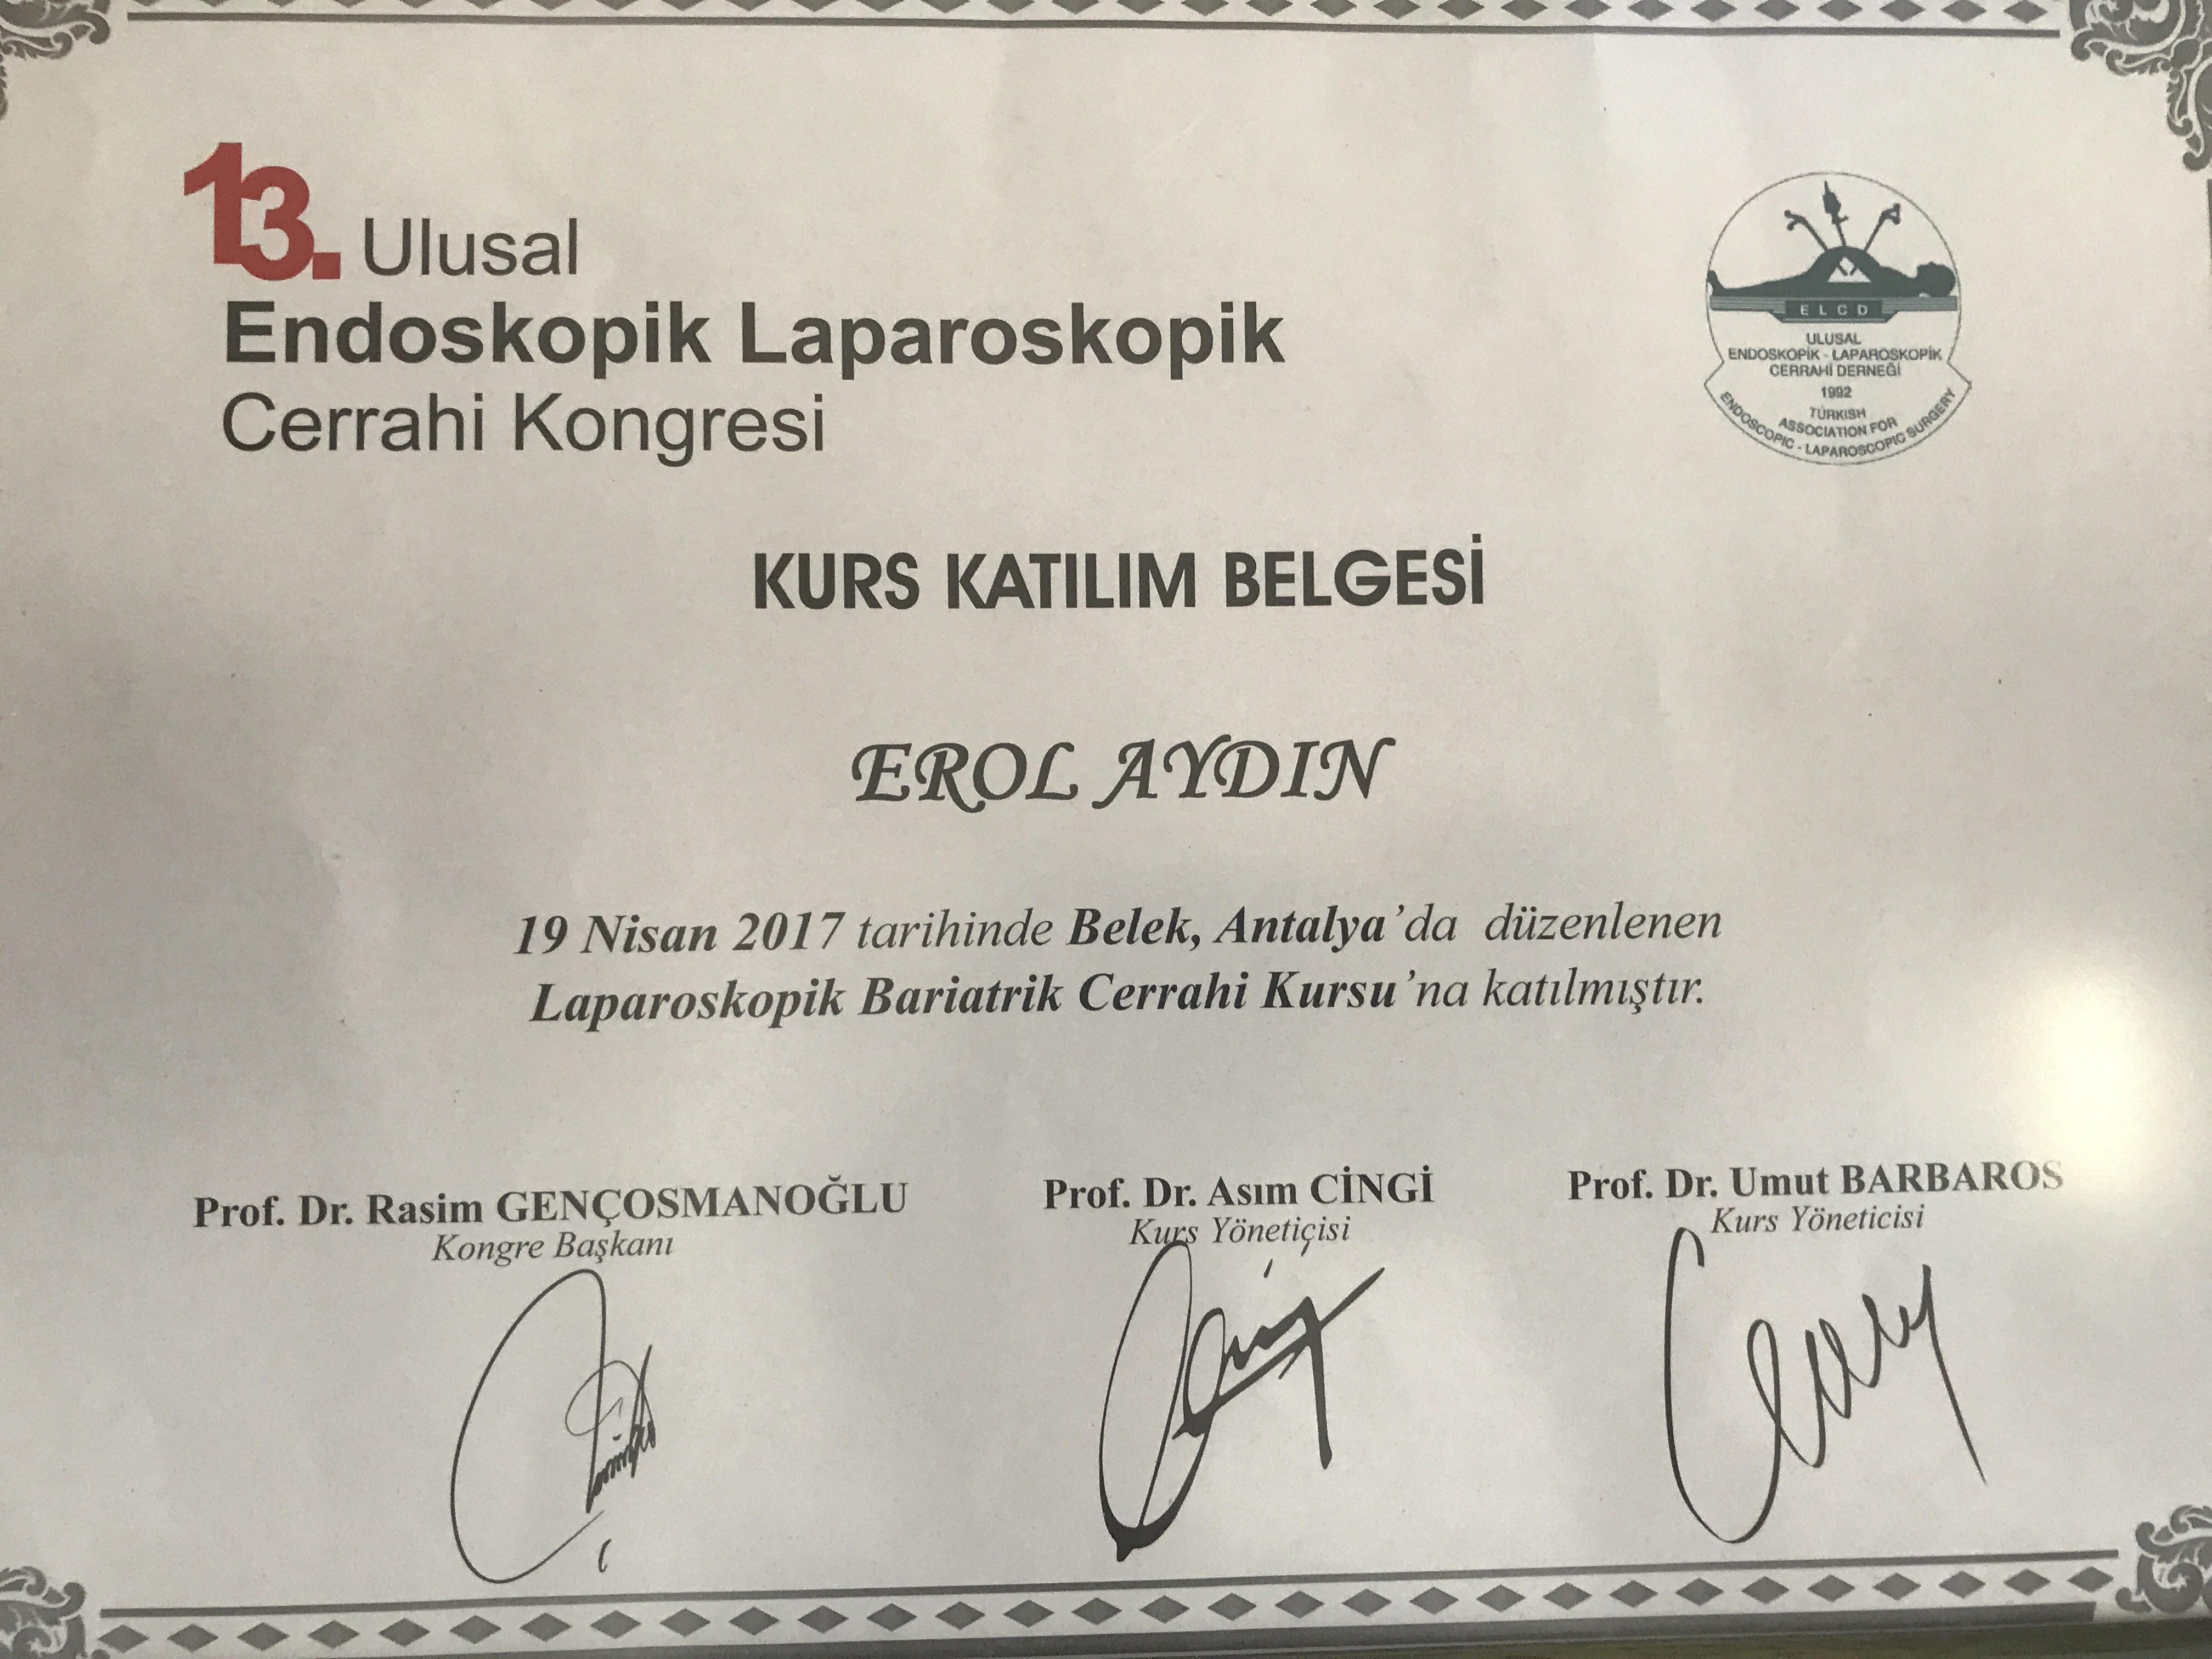 13. Ulusal
Endoskopik Laparoskopik
Cerrahi Kongresi
ELCD
ULUSAL
ENDOSKOPİK - LAPAROSKOPİK
CERRAHİ DERNEĞİ
1992
TURKISH
ASSOCIATION FOR
ENDOSCOPIC - LAPAROSCOPIC SURGERY
KURS KATILIM BELGESİ
EROL AYDIN
19 Nisan 2017 tarihinde Belek, Antalya'da düzenlenen
Laparoskopik Bariatrik Cerrahi Kursu'na katılmıştır.
Prof. Dr. Rasim GENÇOSMANOĞLU
Kongre Başkanı
Prof. Dr. Asım CİNGİ
Kurs Yöneticisi
Prof. Dr. Umut BARBAROS
Kurs Yöneticisi